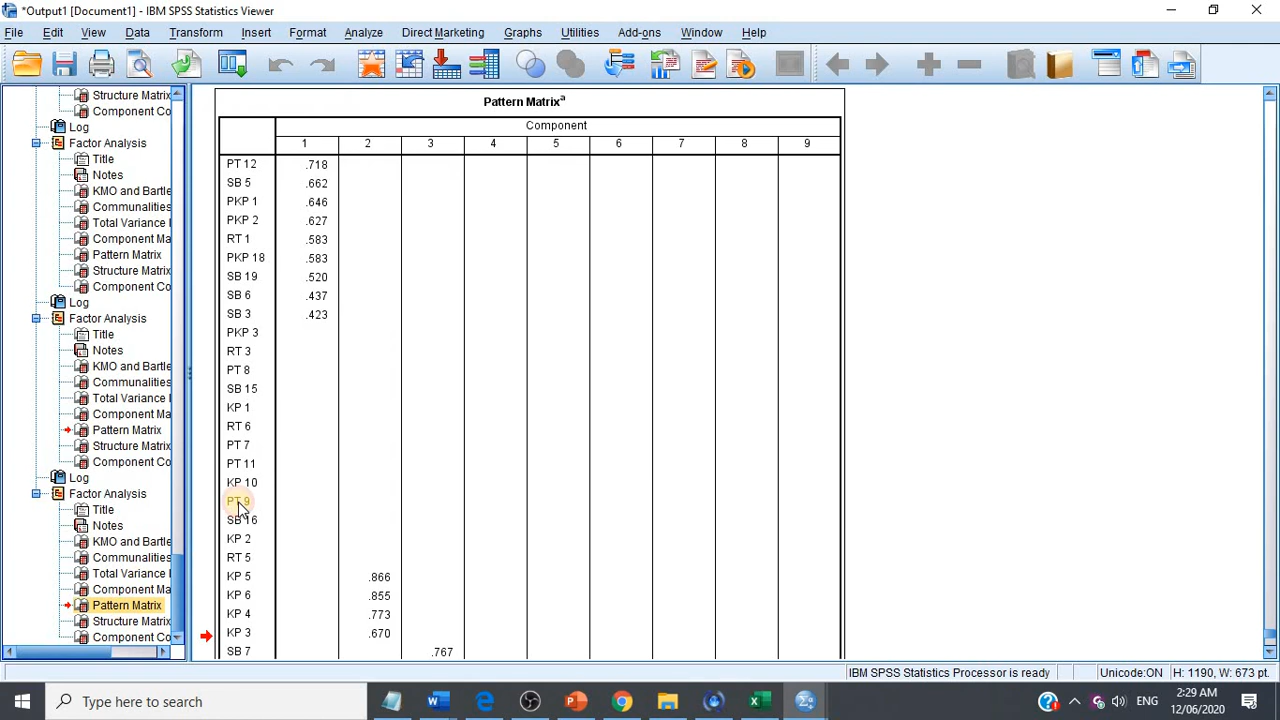 *Output1 [Document1] - IBM SPSS Statistics Viewer
File Edit View Data Transform Insert Format Analyze Direct Marketing Graphs Utilities Add-ons Window Help
Structure Matrix
Component Co
Log
Factor Analysis
Title
Notes
KMO and Bartle
Communalities
Total Variance
Component Ma
Pattern Matrix
Structure Matrix
Component Co
Log
Factor Analysis
Title
Notes
KMO and Bartle
Communalities
Total Variance
Component Ma
Pattern Matrix
Structure Matrix
Component Co
Log
Factor Analysis
Title
Notes
KMO and Bartle
Communalities
Total Variance
Component Ma
Pattern Matrix
Structure Matrix
Component Co
Pattern Matrixa
Component
1 2 3 4 5 6 7 8 9
PT 12 .718
SB 5 .662
PKP 1 .646
PKP 2 .627
RT 1 .583
PKP 18 .583
SB 19 .520
SB 6 .437
SB 3 .423
PKP 3
RT 3
PT 8
SB 15
KP 1
RT 6
PT 7
PT 11
KP 10
PT 9
SB 16
KP 2
RT 5
KP 5 .866
KP 6 .855
KP 4 .773
KP 3 .670
SB 7 .767
IBM SPSS Statistics Processor is ready Unicode:ON H: 1190, W: 673 pt.
Type here to search
ENG
2:29 AM
12/06/2020